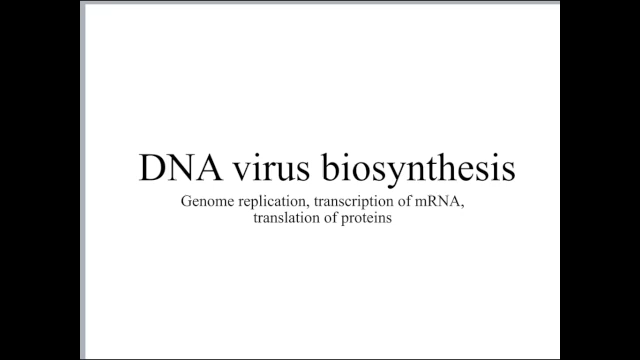 DNA virus biosynthesis
Genome replication, transcription of mRNA,
translation of proteins